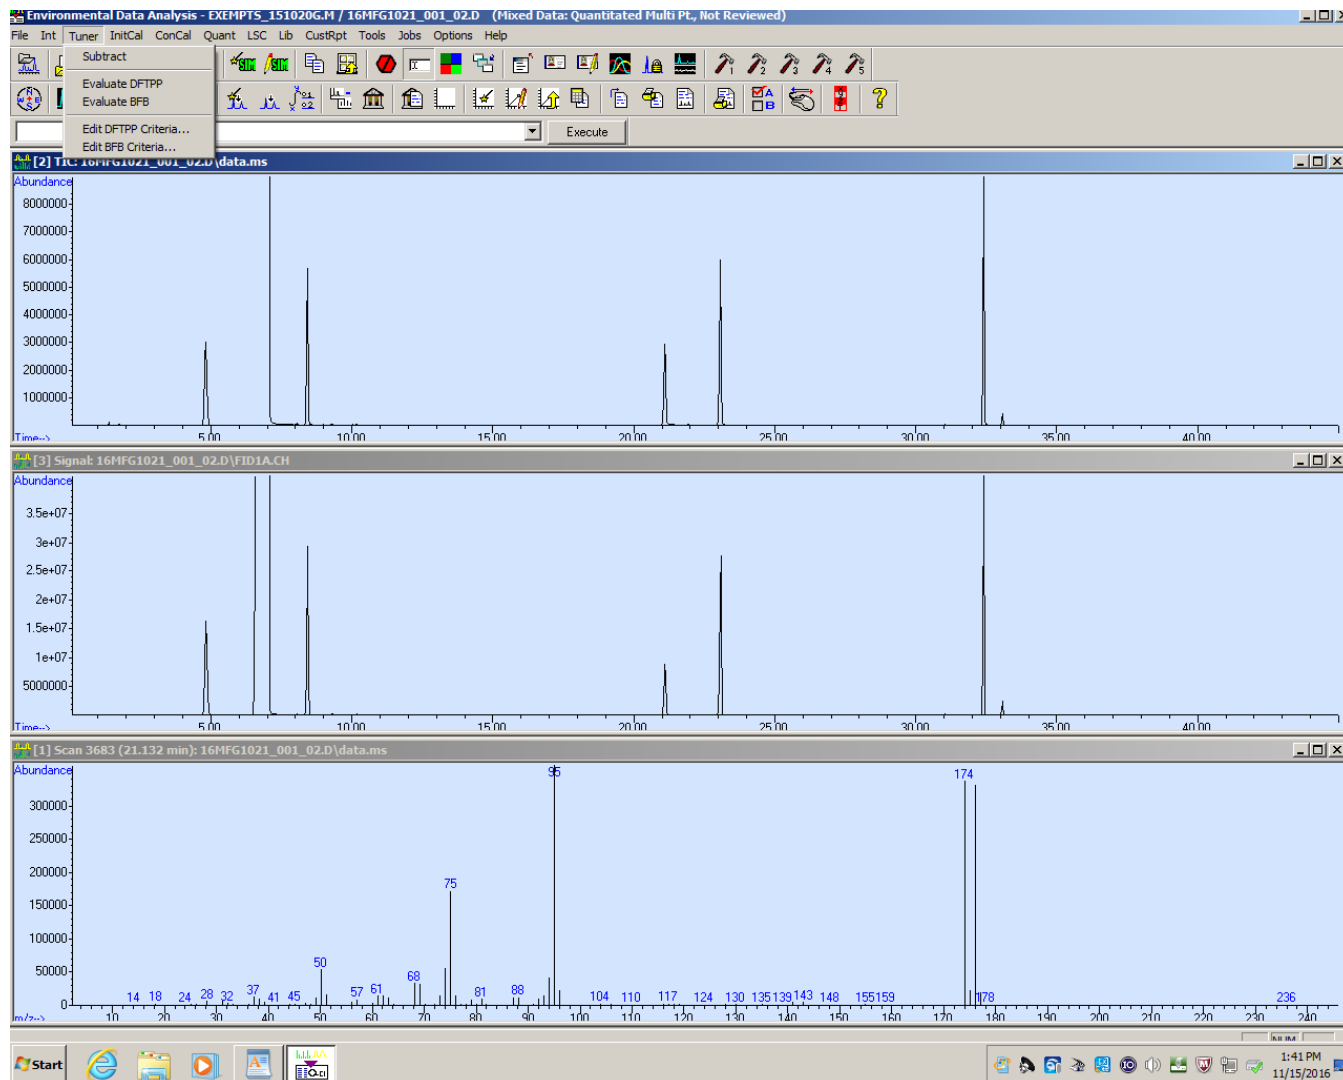 Environmental Data Analysis - EXEMPTS_151020G.M / 16MFG1021_001_02.D (Mixed Data: Quantitated Multi Pt., Not Reviewed)
File Int Tuner InitCal ConCal Quant LSC Lib CustRpt Tools Jobs Options Help
Subtract
Evaluate DFTPP
Evaluate BFB
Edit DFTPP Criteria...
Edit BFB Criteria...
Execute
[2] TIC: 16MFG1021_001_02.D\data.ms
Abundance
8000000
7000000
6000000
5000000
4000000
3000000
2000000
1000000
Time--> 5.00 10.00 15.00 20.00 25.00 30.00 35.00 40.00
[3] Signal: 16MFG1021_001_02.D\FID1A.CH
Abundance
3.5e+07
3e+07
2.5e+07
2e+07
1.5e+07
1e+07
5000000
Time--> 5.00 10.00 15.00 20.00 25.00 30.00 35.00 40.00
[1] Scan 3683 (21.132 min): 16MFG1021_001_02.D\data.ms
Abundance
95 174
300000
250000
200000
75
150000
100000
50000
50 68
14 18 24 28 32 37 41 45 57 61 81 88 104 110 117 124 130 135 139 143 148 155 159 178 236
0
m/z--> 10 20 30 40 50 60 70 80 90 100 110 120 130 140 150 160 170 180 190 200 210 220 230 240
NUM
Start
1:41 PM
11/15/2016